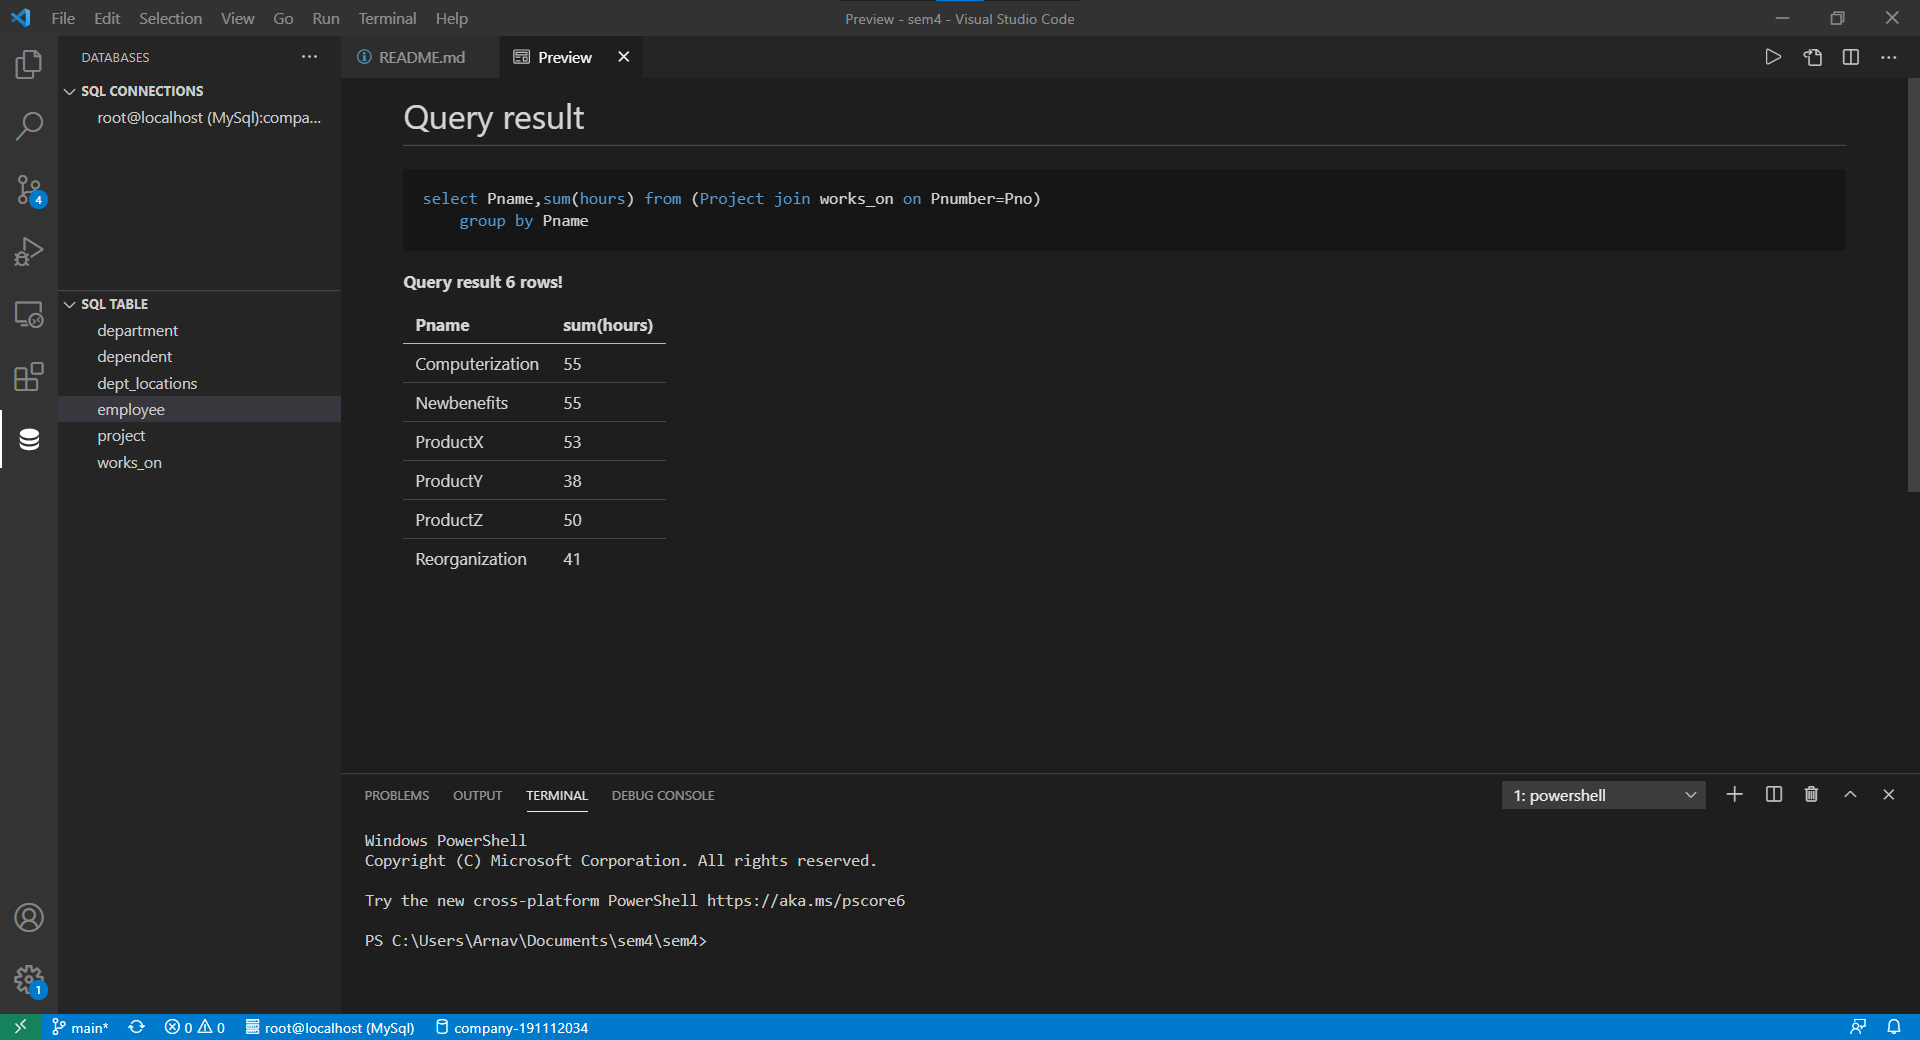 File Edit Selection View Go Run Terminal Help
Preview - sem4 - Visual Studio Code
DATABASES
SQL CONNECTIONS
root@localhost (MySql):compa...
4
SQL TABLE
department
dependent
dept_locations
employee
project
works_on
1
README.md
Preview
Query result
select Pname,sum(hours) from (Project join works_on on Pnumber=Pno)
group by Pname
Query result 6 rows!
Pname sum(hours)
Computerization 55
Newbenefits 55
ProductX 53
ProductY 38
ProductZ 50
Reorganization 41
PROBLEMS OUTPUT TERMINAL DEBUG CONSOLE
1: powershell
Windows PowerShell
Copyright (C) Microsoft Corporation. All rights reserved.
Try the new cross-platform PowerShell https://aka.ms/pscore6
PS C:\Users\Arnav\Documents\sem4\sem4>
main* 0 0 root@localhost (MySql) company-191112034